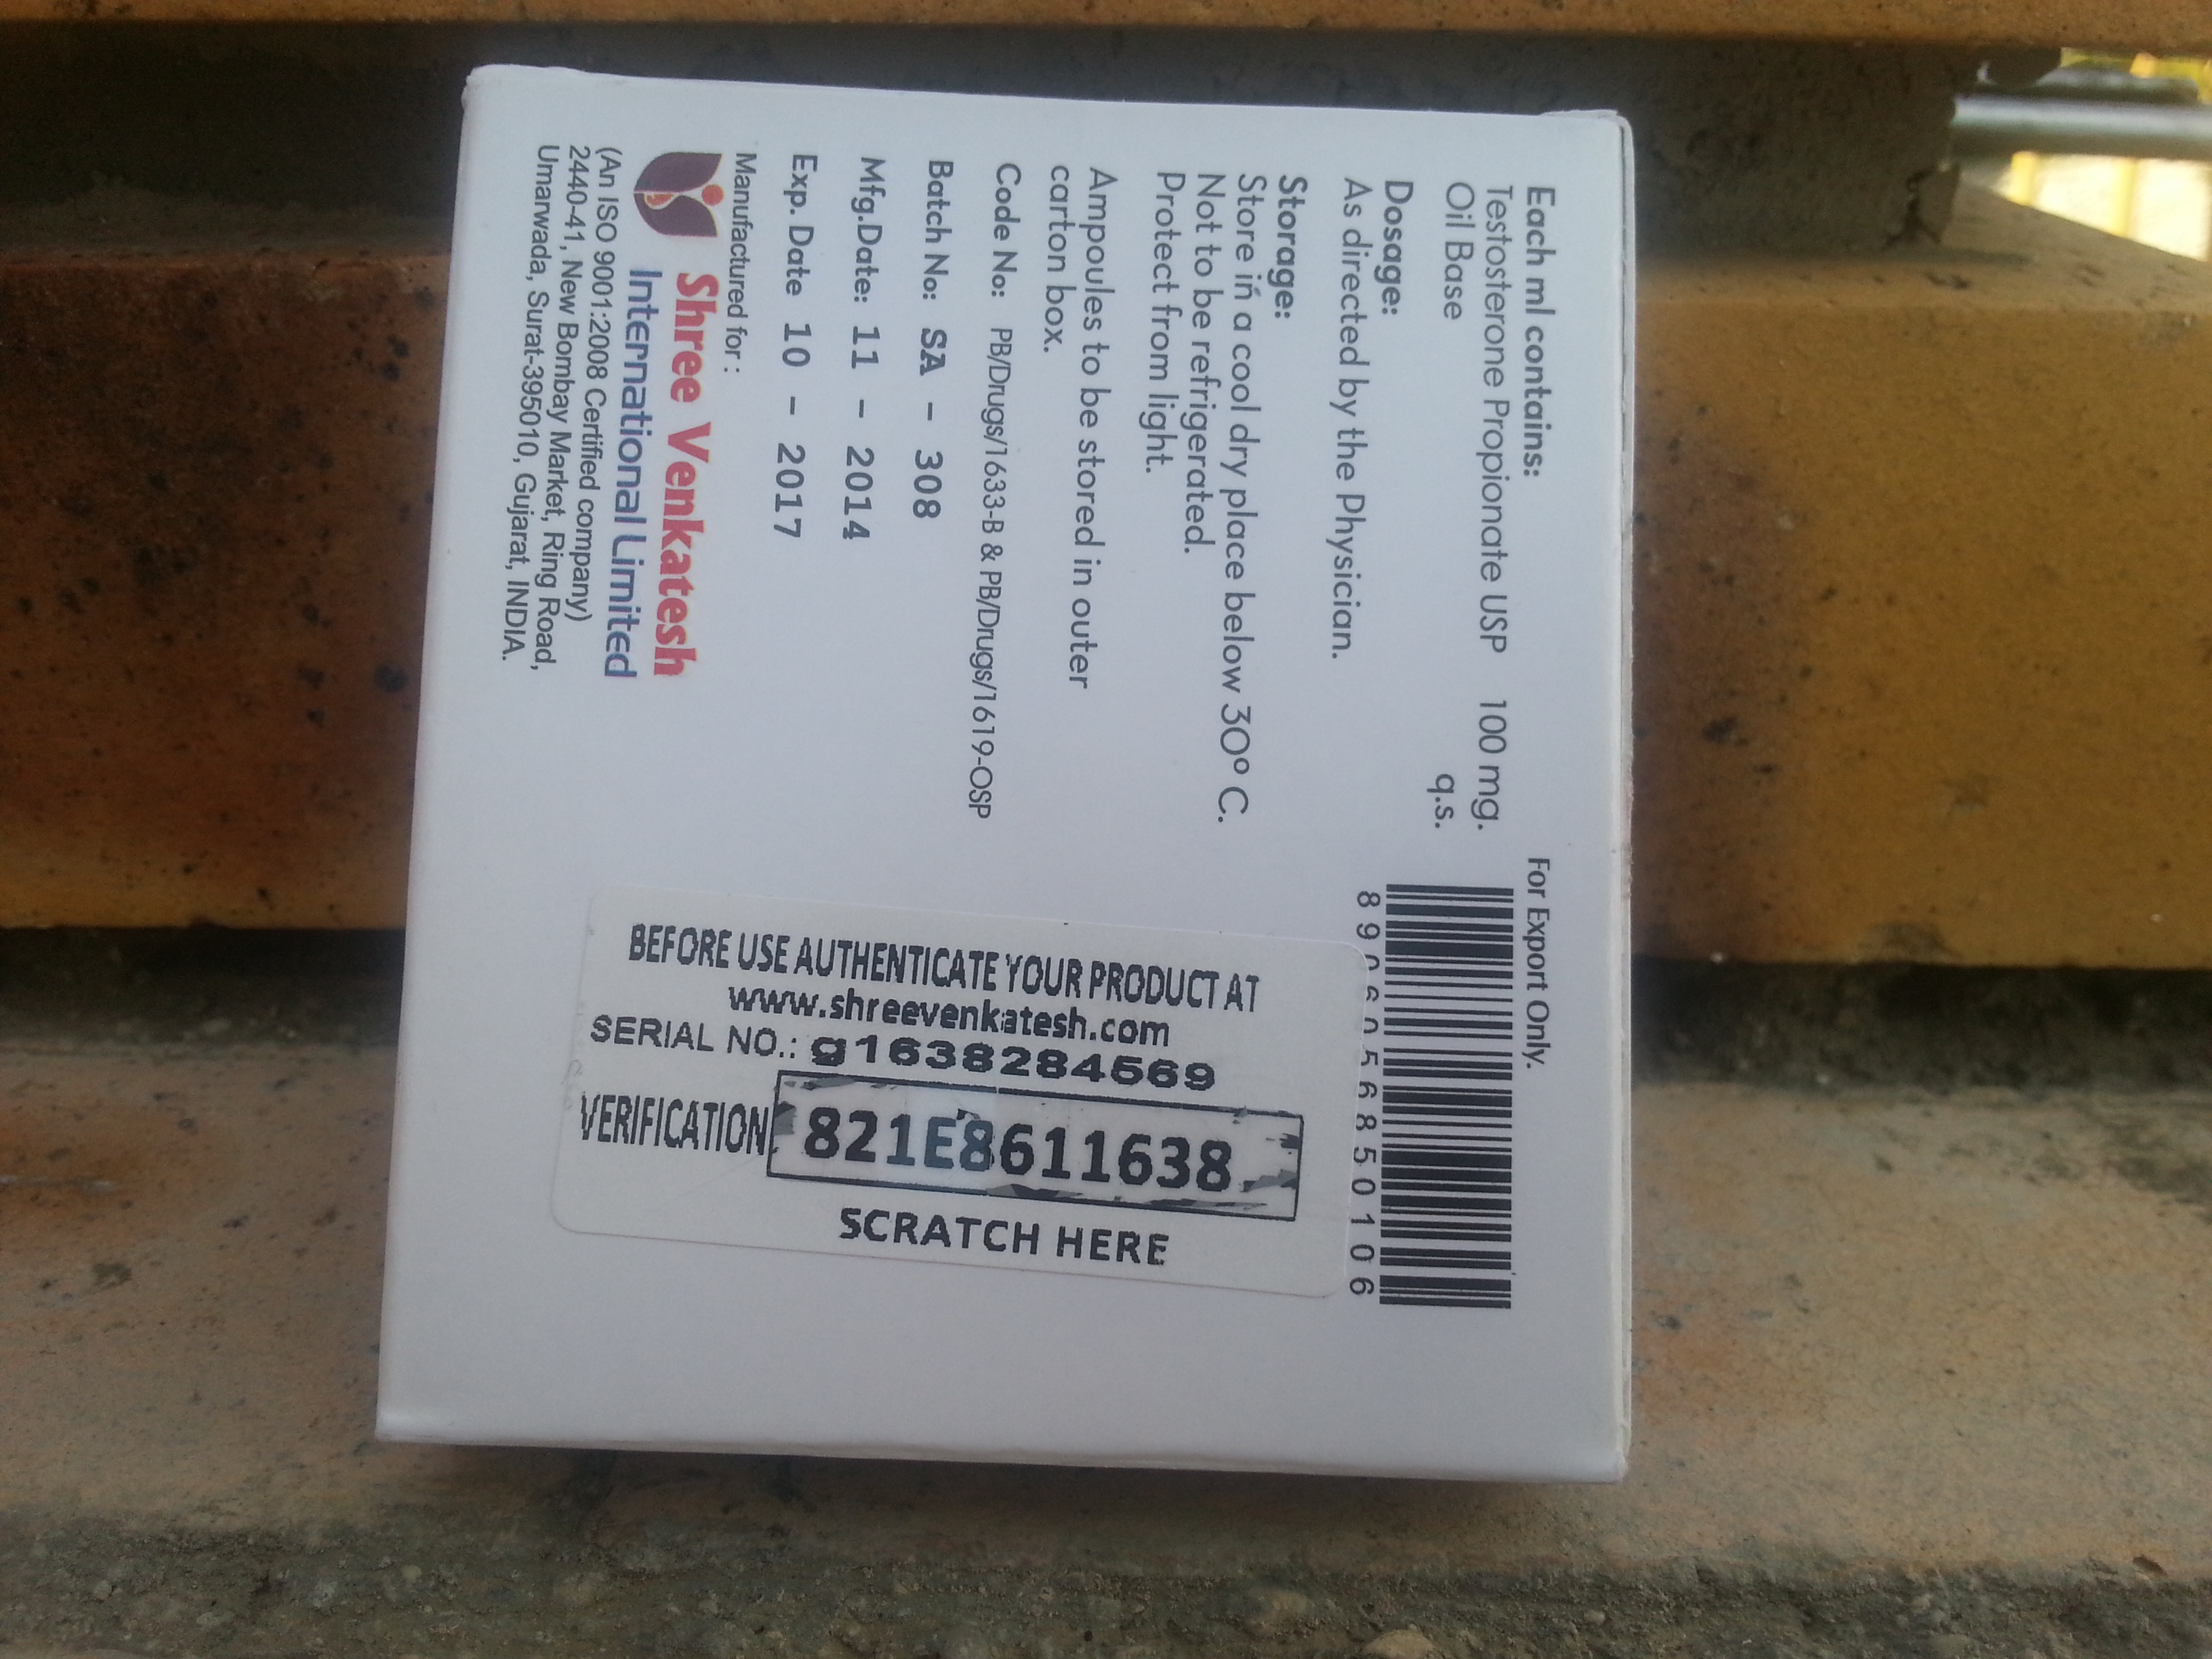 Each ml contains:
Testosterone Propionate USP 100 mg.
Oil Base q.s.
Dosage:
As directed by the Physician.
Storage:
Store in a cool dry place below 30º C.
Not to be refrigerated.
Protect from light.
Ampoules to be stored in outer
carton box.
Code No: PB/Drugs/1633-B & PB/Drugs/1619-OSP
Batch No: SA - 308
Mfg.Date: 11 - 2014
Exp. Date 10 - 2017
Manufactured for :
Shree Venkatesh
International Limited
(An ISO 9001:2008 Certified company)
2440-41, New Bombay Market, Ring Road,
Umarwada, Surat-395010, Gujarat, INDIA.
For Export Only.
8906056850106
BEFORE USE AUTHENTICATE YOUR PRODUCT AT
www.shreevenkatesh.com
SERIAL NO.: g1638284569
VERIFICATION 821E8611638
SCRATCH HERE